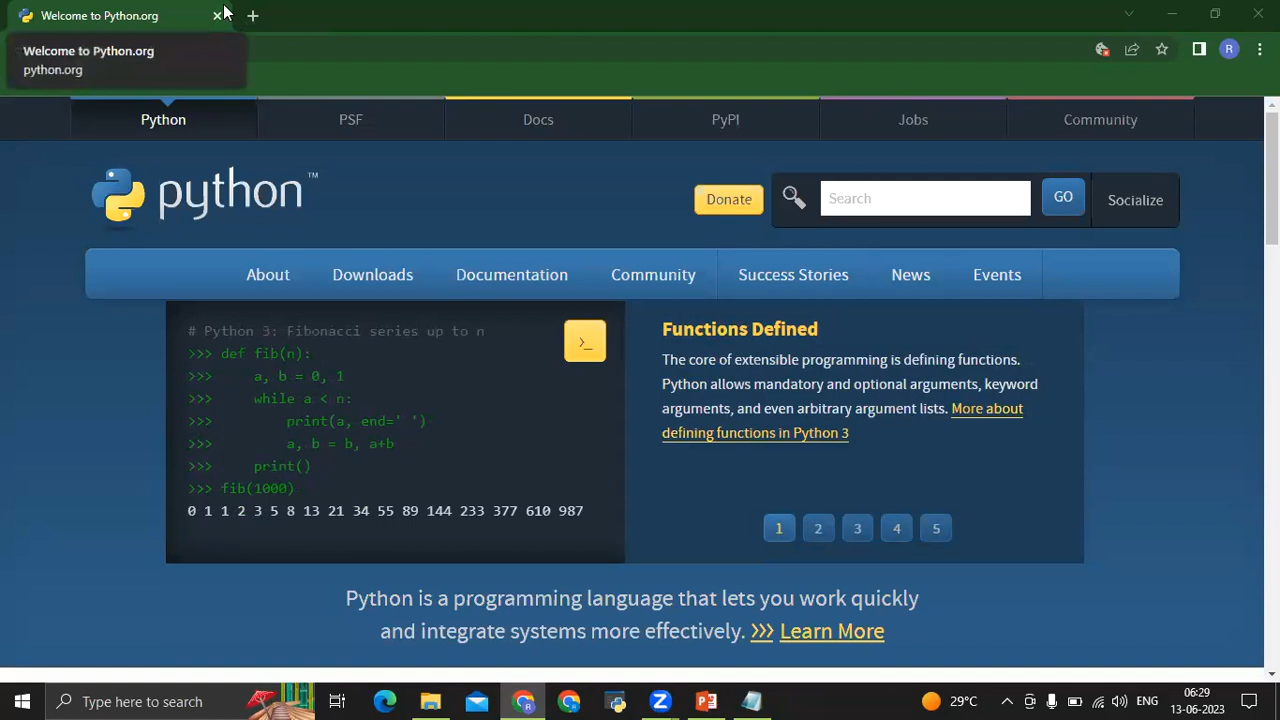 Welcome to Python.org
Welcome to Python.org
python.org
R
Python PSF Docs PyPI Jobs Community
python™
Donate Search GO Socialize
About Downloads Documentation Community Success Stories News Events
# Python 3: Fibonacci series up to n
>>> def fib(n):
>>>     a, b = 0, 1
>>>     while a < n:
>>>         print(a, end=' ')
>>>         a, b = b, a+b
>>>     print()
>>> fib(1000)
0 1 1 2 3 5 8 13 21 34 55 89 144 233 377 610 987
>_
Functions Defined
The core of extensible programming is defining functions.
Python allows mandatory and optional arguments, keyword
arguments, and even arbitrary argument lists. More about
defining functions in Python 3
1 2 3 4 5
Python is a programming language that lets you work quickly
and integrate systems more effectively. >>> Learn More
Type here to search
29°C
ENG
06:29
13-06-2023